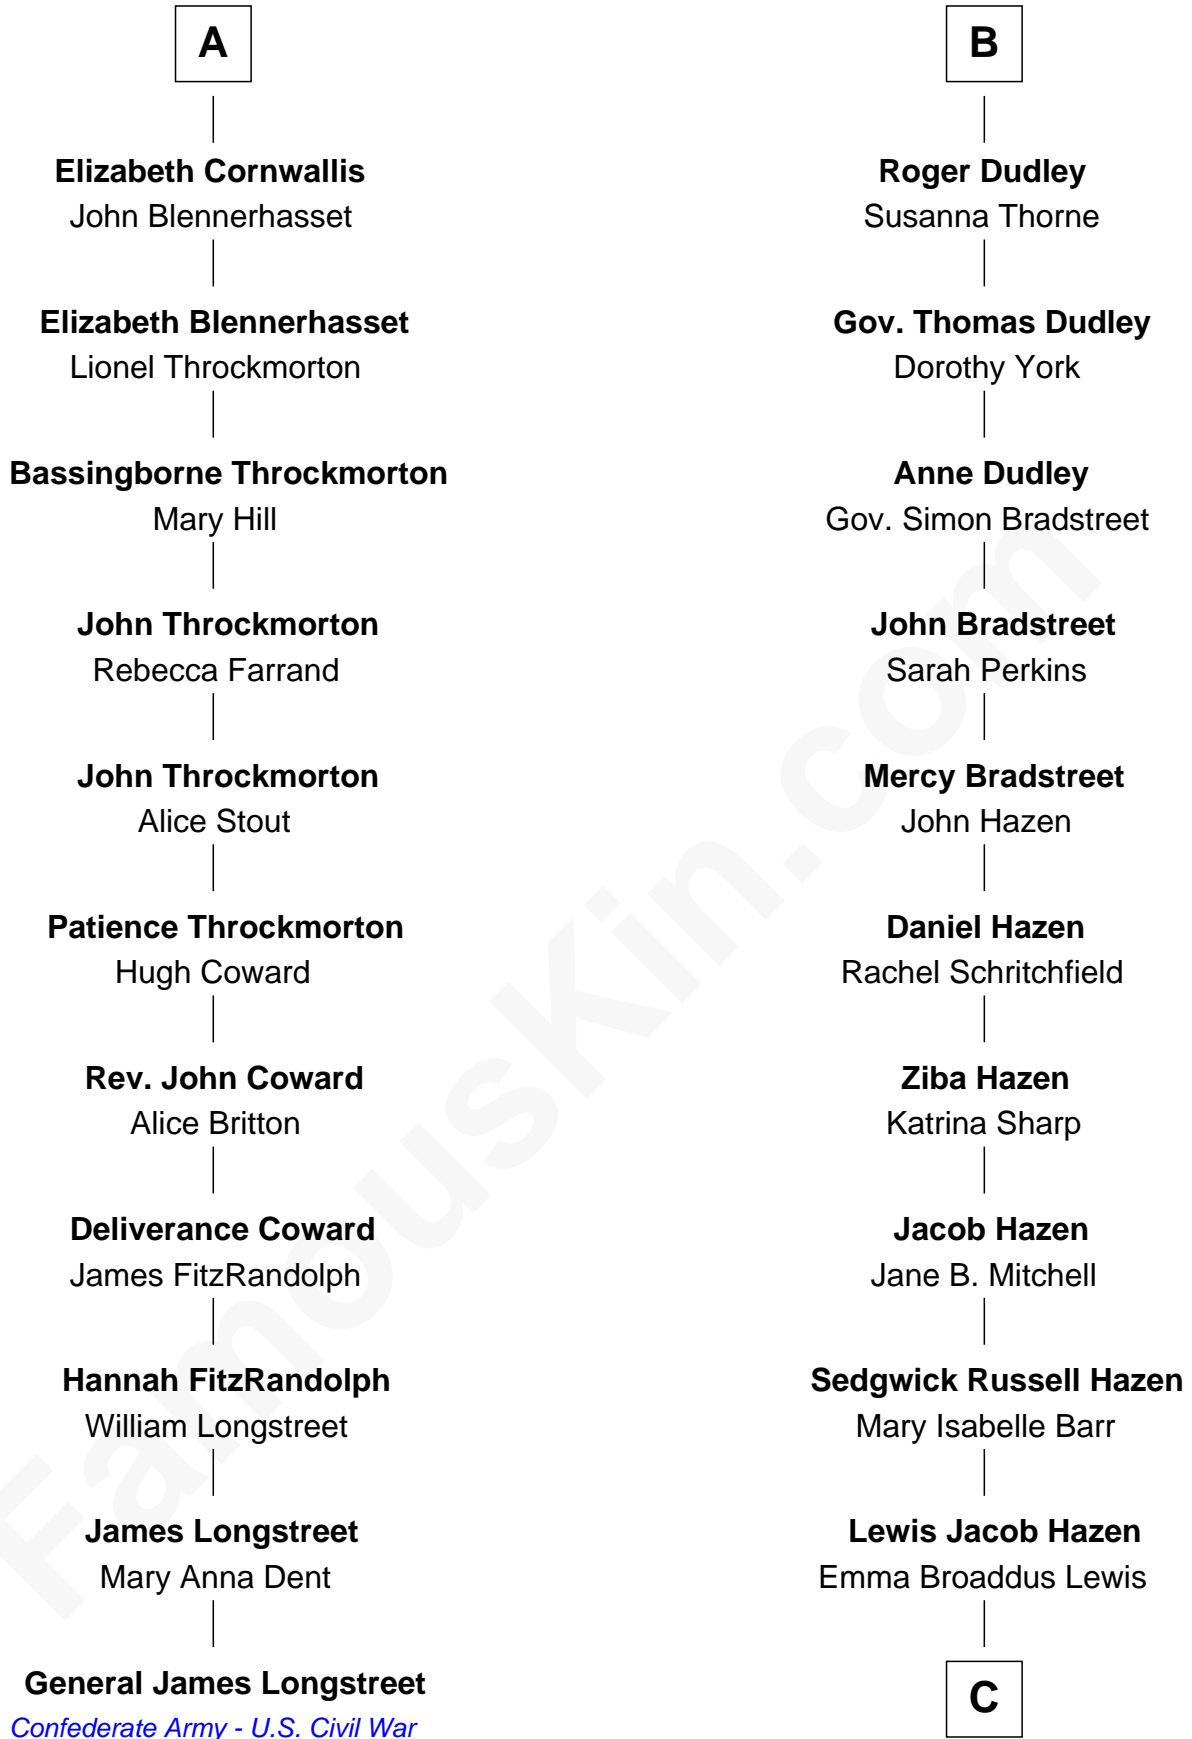 A
Elizabeth Cornwallis
John Blennerhasset
Elizabeth Blennerhasset
Lionel Throckmorton
Bassingborne Throckmorton
Mary Hill
John Throckmorton
Rebecca Farrand
John Throckmorton
Alice Stout
Patience Throckmorton
Hugh Coward
Rev. John Coward
Alice Britton
Deliverance Coward
James FitzRandolph
Hannah FitzRandolph
William Longstreet
James Longstreet
Mary Anna Dent
General James Longstreet
Confederate Army - U.S. Civil War
B
Roger Dudley
Susanna Thorne
Gov. Thomas Dudley
Dorothy York
Anne Dudley
Gov. Simon Bradstreet
John Bradstreet
Sarah Perkins
Mercy Bradstreet
John Hazen
Daniel Hazen
Rachel Schritchfield
Ziba Hazen
Katrina Sharp
Jacob Hazen
Jane B. Mitchell
Sedgwick Russell Hazen
Mary Isabelle Barr
Lewis Jacob Hazen
Emma Broaddus Lewis
C
FamousKin.com